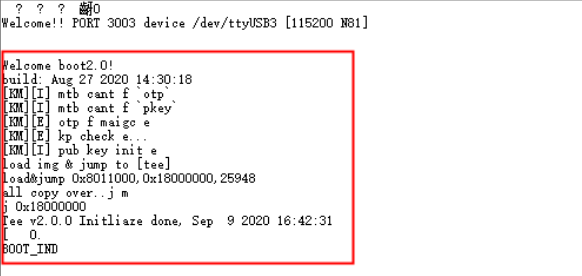 ? ? ? 齖0
Welcome!! PORT 3003 device /dev/ttyUSB3 [115200 N81]
Welcome boot2.0!
build: Aug 27 2020 14:30:18
[KM][I] mtb cant f `otp`
[KM][I] mtb cant f `pkey`
[KM][E] otp f maigc e
[KM][E] kp check e...
[KM][I] pub key init e
load img & jump to [tee]
load&jump 0x8011000,0x18000000,25948
all copy over..j m
j 0x18000000
Tee v2.0.0 Initliaze done, Sep  9 2020 16:42:31
[    0.
BOOT_IND